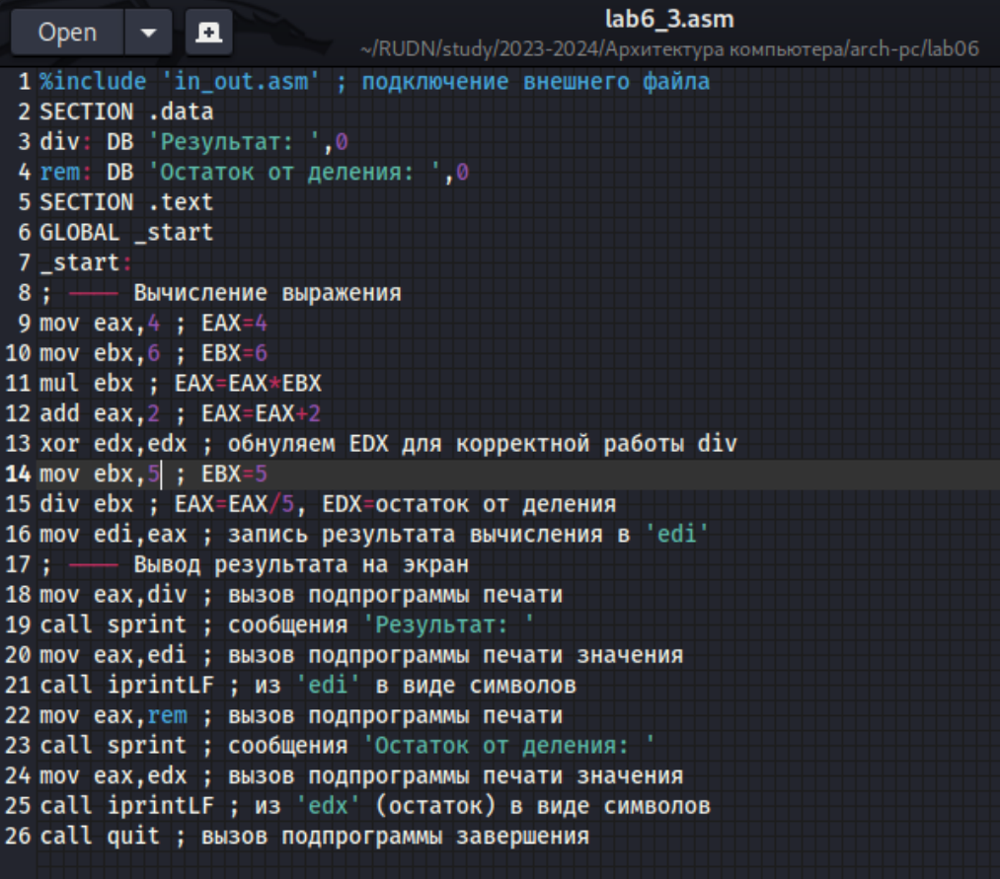 Open
lab6_3.asm
~/RUDN/study/2023-2024/Архитектура компьютера/arch-pc/lab06
1 %include 'in_out.asm' ; подключение внешнего файла
2 SECTION .data
3 div: DB 'Результат: ',0
4 rem: DB 'Остаток от деления: ',0
5 SECTION .text
6 GLOBAL _start
7 _start:
8 ; ---- Вычисление выражения
9 mov eax,4 ; EAX=4
10 mov ebx,6 ; EBX=6
11 mul ebx ; EAX=EAX*EBX
12 add eax,2 ; EAX=EAX+2
13 xor edx,edx ; обнуляем EDX для корректной работы div
14 mov ebx,5 ; EBX=5
15 div ebx ; EAX=EAX/5, EDX=остаток от деления
16 mov edi,eax ; запись результата вычисления в 'edi'
17 ; ---- Вывод результата на экран
18 mov eax,div ; вызов подпрограммы печати
19 call sprint ; сообщения 'Результат: '
20 mov eax,edi ; вызов подпрограммы печати значения
21 call iprintLF ; из 'edi' в виде символов
22 mov eax,rem ; вызов подпрограммы печати
23 call sprint ; сообщения 'Остаток от деления: '
24 mov eax,edx ; вызов подпрограммы печати значения
25 call iprintLF ; из 'edx' (остаток) в виде символов
26 call quit ; вызов подпрограммы завершения